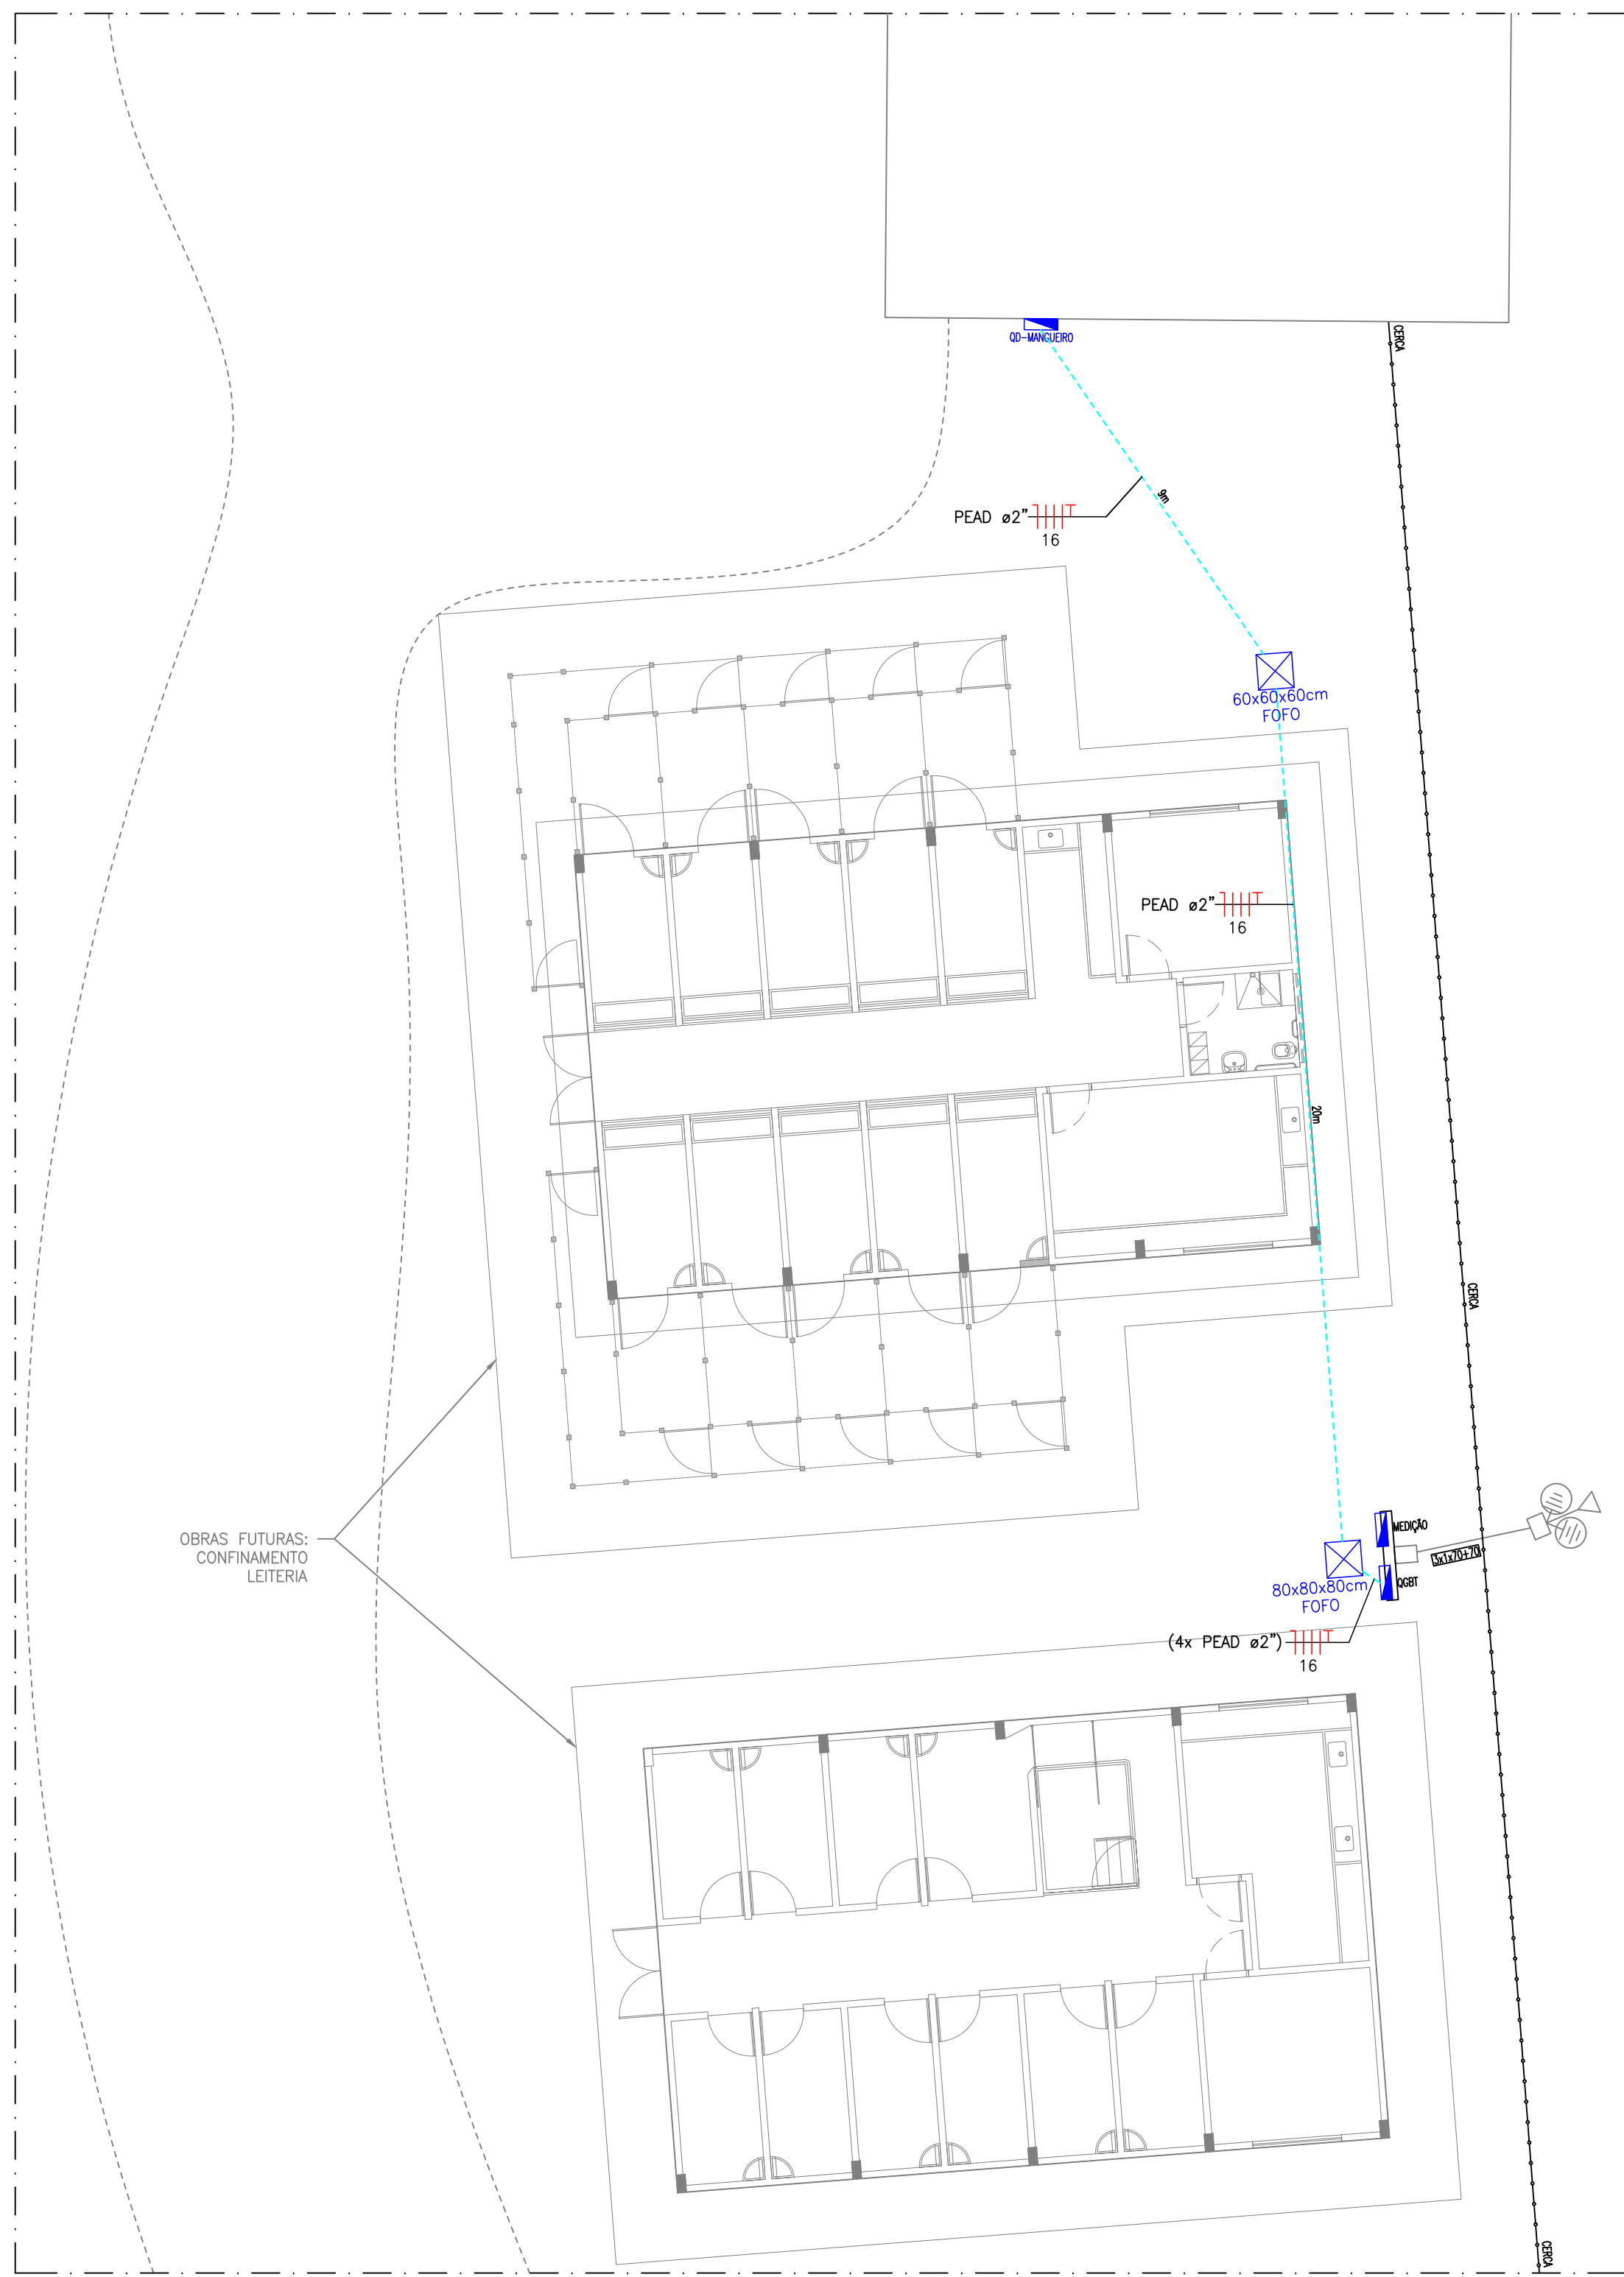 CERCA
QD-MANGUEIRO
9m
PEAD ø2"
T
16
60x60x60cm
FOFO
PEAD ø2"
T
16
20m
CERCA
OBRAS FUTURAS:
CONFINAMENTO
LEITERIA
MEDIÇÃO
3x1x70+70
QGBT
80x80x80cm
FOFO
(4x PEAD ø2")
T
16
CERCA